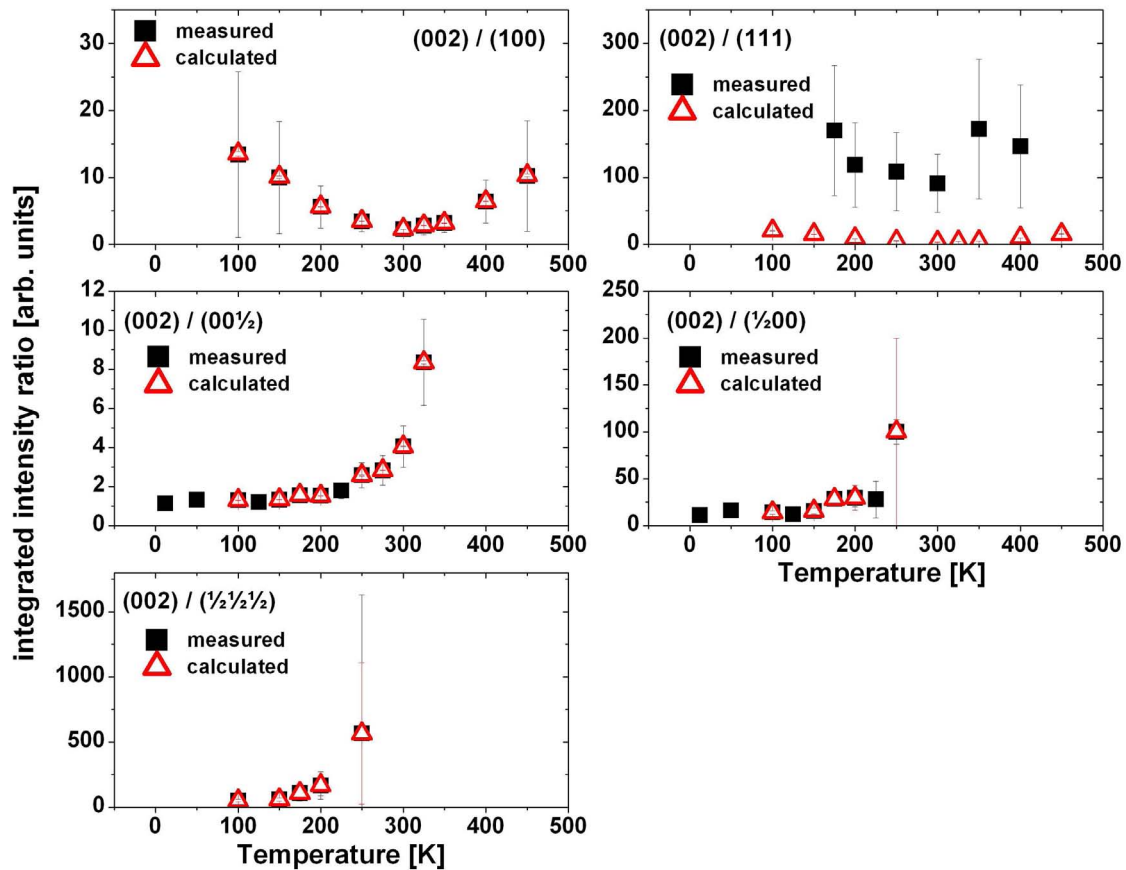 integrated intensity ratio [arb. units]
measured
calculated
(002) / (100)
30
20
10
0
0 100 200 300 400 500
(002) / (111)
measured
calculated
300
200
100
0
0 100 200 300 400 500
(002) / (00½)
measured
calculated
12
10
8
6
4
2
0
0 100 200 300 400 500
(002) / (½00)
measured
calculated
250
200
150
100
50
0
0 100 200 300 400 500
Temperature [K]
(002) / (½½½)
measured
calculated
1500
1000
500
0
0 100 200 300 400 500
Temperature [K]